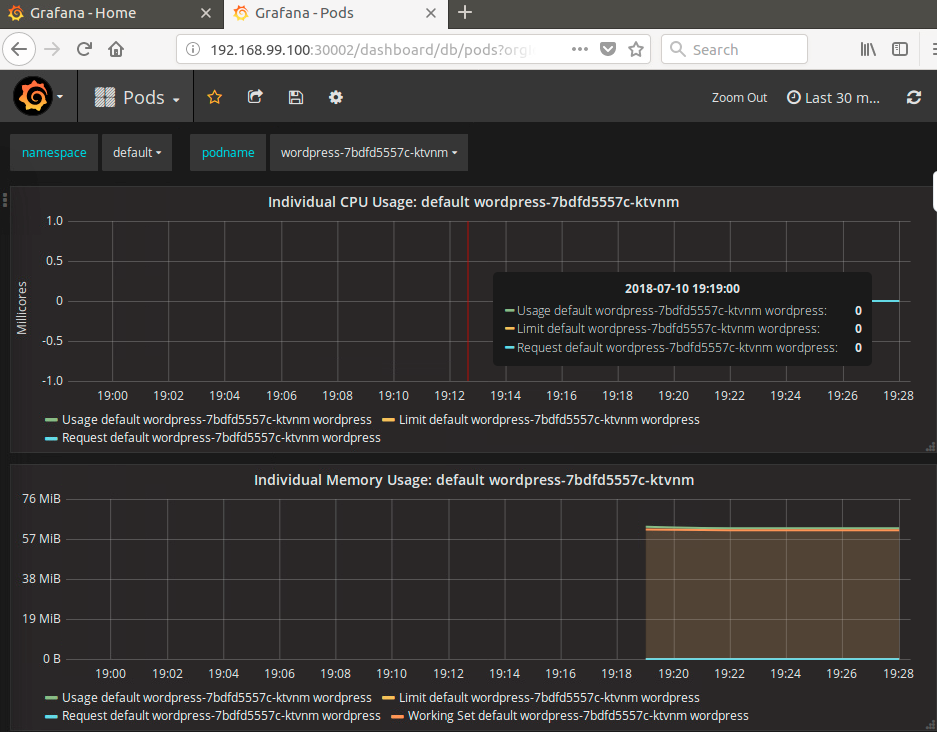 Grafana - Home
Grafana - Pods
192.168.99.100:30002/dashboard/db/pods?orgI
Search
Pods
Zoom Out
Last 30 m...
namespace
default
podname
wordpress-7bdfd5557c-ktvnm
Individual CPU Usage: default wordpress-7bdfd5557c-ktvnm
Millicores
1.0
0.5
0
-0.5
-1.0
2018-07-10 19:19:00
Usage default wordpress-7bdfd5557c-ktvnm wordpress: 0
Limit default wordpress-7bdfd5557c-ktvnm wordpress: 0
Request default wordpress-7bdfd5557c-ktvnm wordpress: 0
19:00 19:02 19:04 19:06 19:08 19:10 19:12 19:14 19:16 19:18 19:20 19:22 19:24 19:26 19:28
Usage default wordpress-7bdfd5557c-ktvnm wordpress Limit default wordpress-7bdfd5557c-ktvnm wordpress
Request default wordpress-7bdfd5557c-ktvnm wordpress
Individual Memory Usage: default wordpress-7bdfd5557c-ktvnm
76 MiB
57 MiB
38 MiB
19 MiB
0 B
19:00 19:02 19:04 19:06 19:08 19:10 19:12 19:14 19:16 19:18 19:20 19:22 19:24 19:26 19:28
Usage default wordpress-7bdfd5557c-ktvnm wordpress Limit default wordpress-7bdfd5557c-ktvnm wordpress
Request default wordpress-7bdfd5557c-ktvnm wordpress Working Set default wordpress-7bdfd5557c-ktvnm wordpress